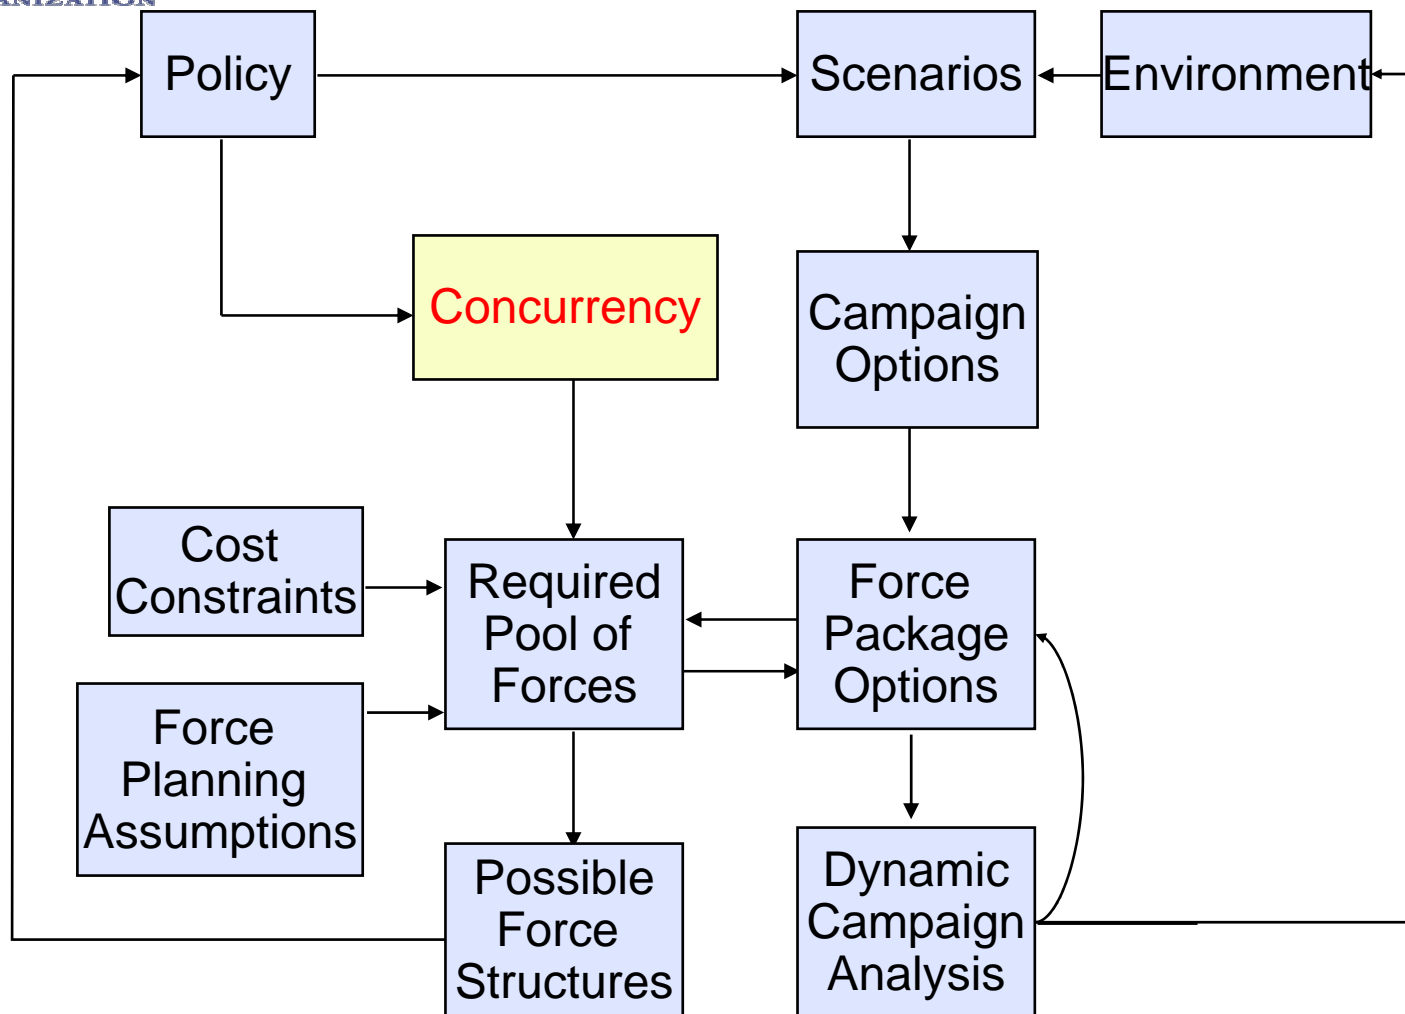 Policy
Scenarios
Environment
Concurrency
Campaign
Options
Cost
Constraints
Required
Pool of
Forces
Force
Package
Options
Force
Planning
Assumptions
Possible
Force
Structures
Dynamic
Campaign
Analysis